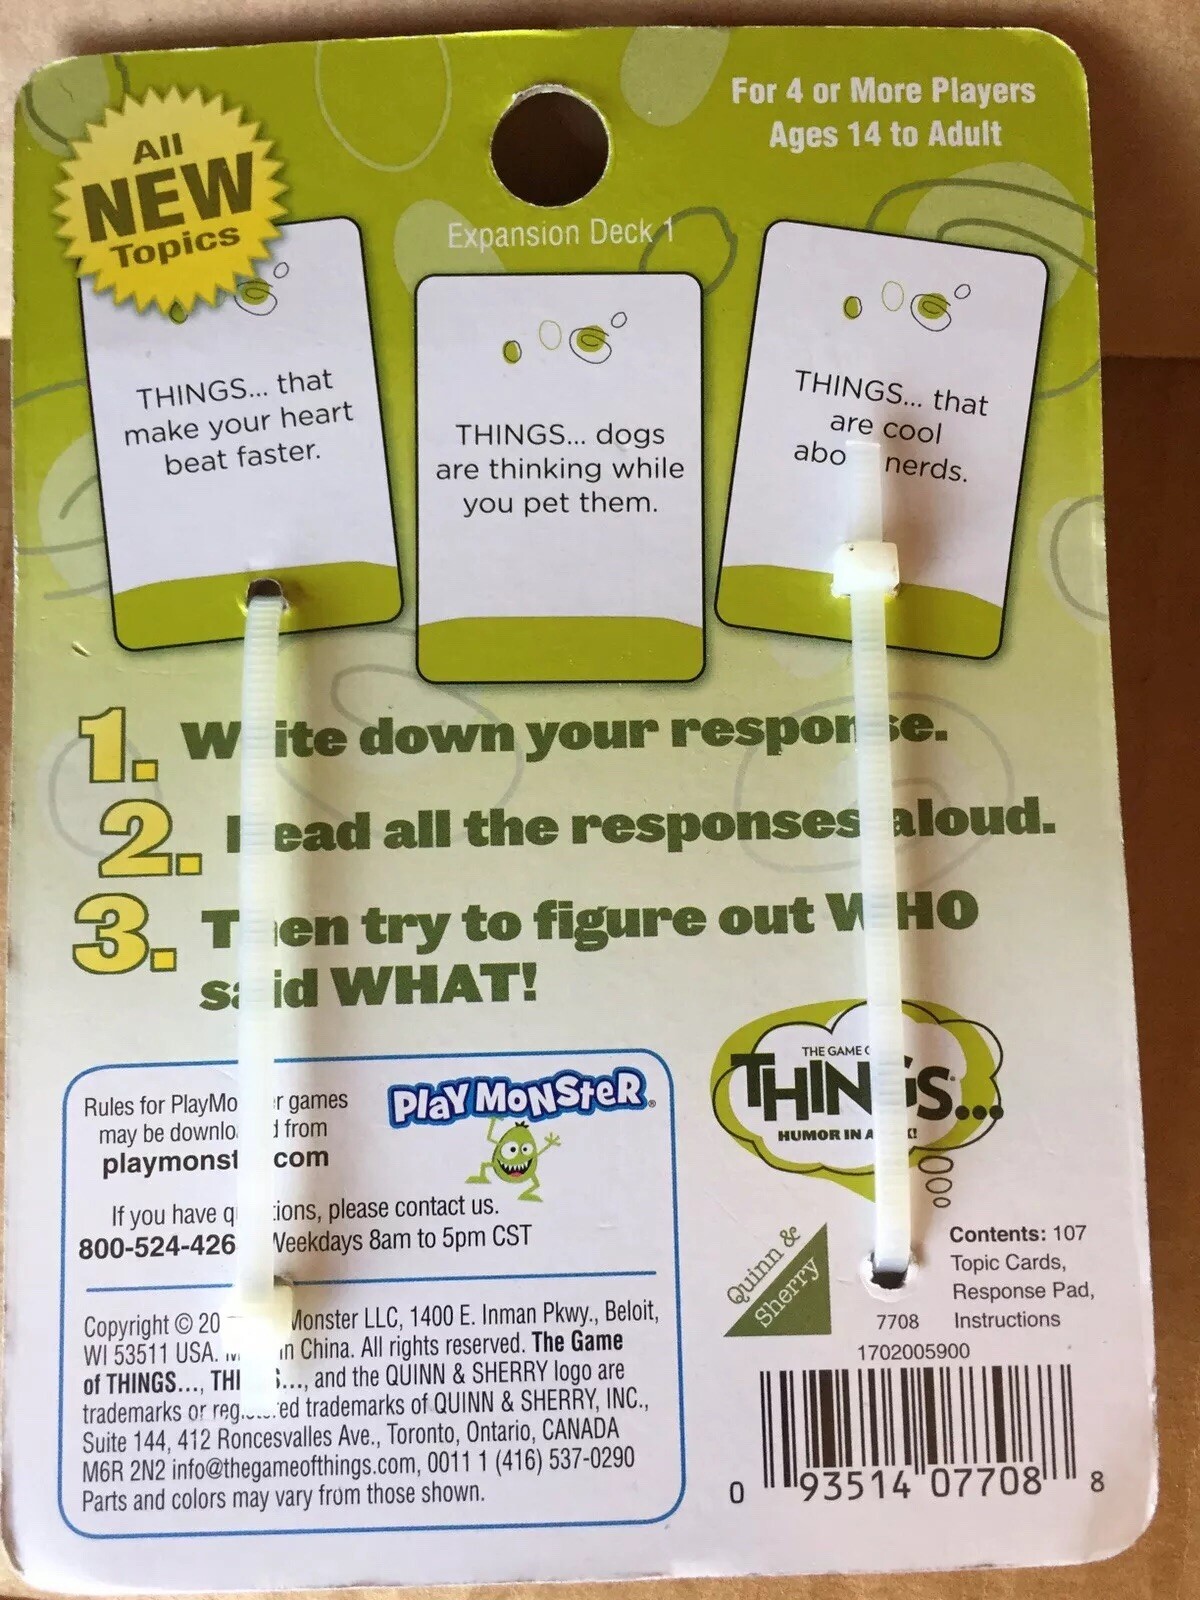 For 4 or More Players
Ages 14 to Adult
All
NEW
Topics
Expansion Deck 1
THINGS... that
make your heart
beat faster.
THINGS... dogs
are thinking while
you pet them.
THINGS... that
are cool
abo nerds.
1. W ite down your respon se.
2. ead all the responses aloud.
3. T en try to figure out WHO
said WHAT!
Rules for PlayMo r games
may be downlo d from
playmonst com
If you have q ions, please contact us.
800-524-426 Weekdays 8am to 5pm CST
PlayMonster®
Copyright © 20 Monster LLC, 1400 E. Inman Pkwy., Beloit,
WI 53511 USA. in China. All rights reserved. The Game
of THINGS..., THI S..., and the QUINN & SHERRY logo are
trademarks or reg ed trademarks of QUINN & SHERRY, INC.,
Suite 144, 412 Roncesvalles Ave., Toronto, Ontario, CANADA
M6R 2N2 info@thegameofthings.com, 0011 1 (416) 537-0290
Parts and colors may vary from those shown.
THE GAME
THINGS...
HUMOR IN A
Quinn &
Sherry
Contents: 107
Topic Cards,
Response Pad,
Instructions
7708
1702005900
0 93514 07708 8